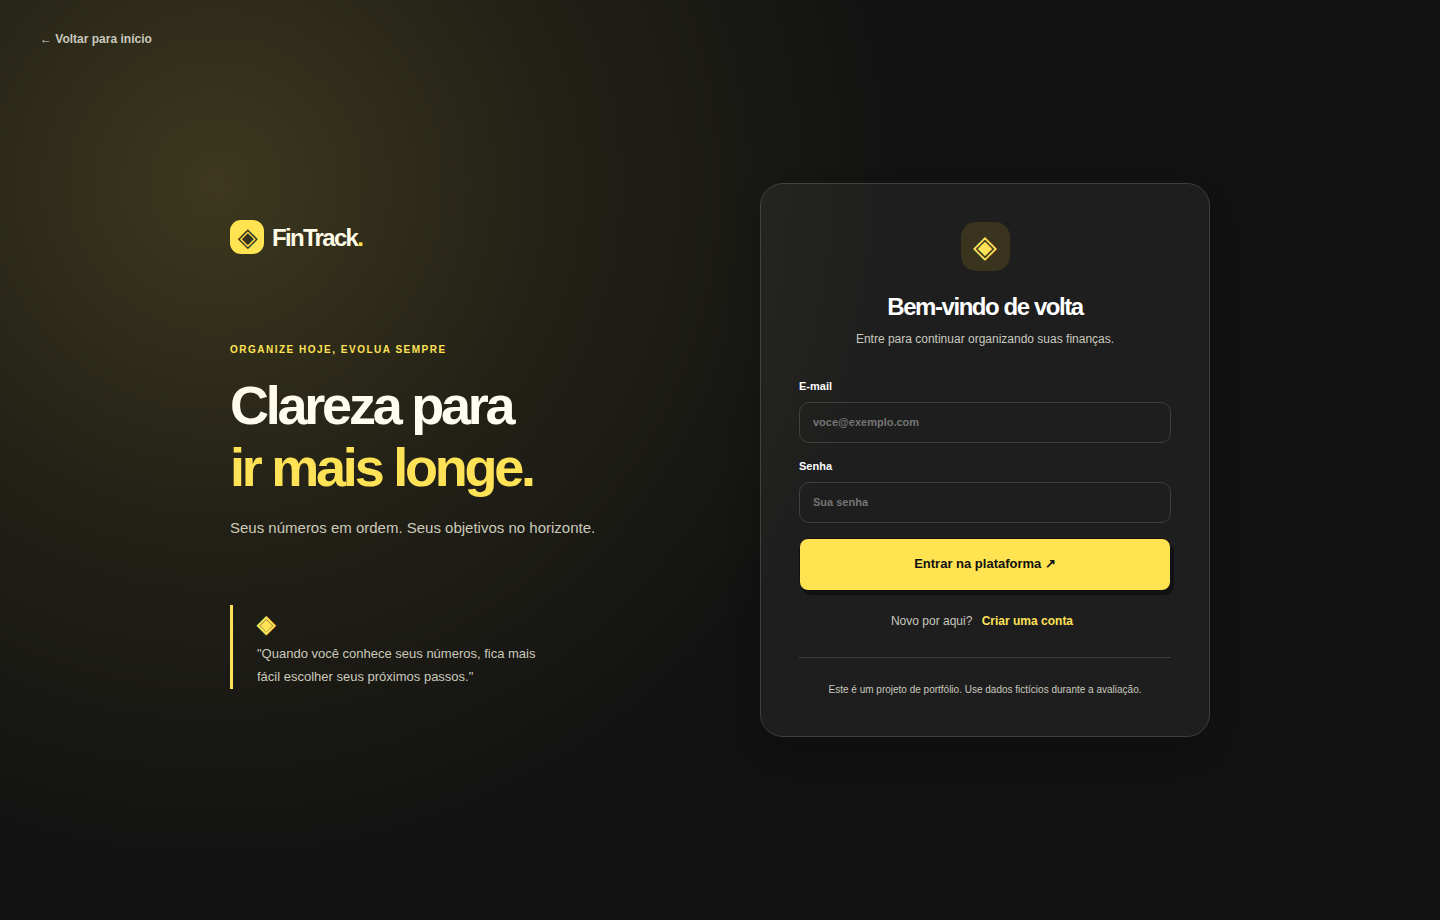 ← Voltar para início
FinTrack.
ORGANIZE HOJE, EVOLUA SEMPRE
Clareza para
ir mais longe.
Seus números em ordem. Seus objetivos no horizonte.
"Quando você conhece seus números, fica mais
fácil escolher seus próximos passos."
Bem-vindo de volta
Entre para continuar organizando suas finanças.
E-mail
voce@exemplo.com
Senha
Sua senha
Entrar na plataforma ↗
Novo por aqui? Criar uma conta
Este é um projeto de portfólio. Use dados fictícios durante a avaliação.